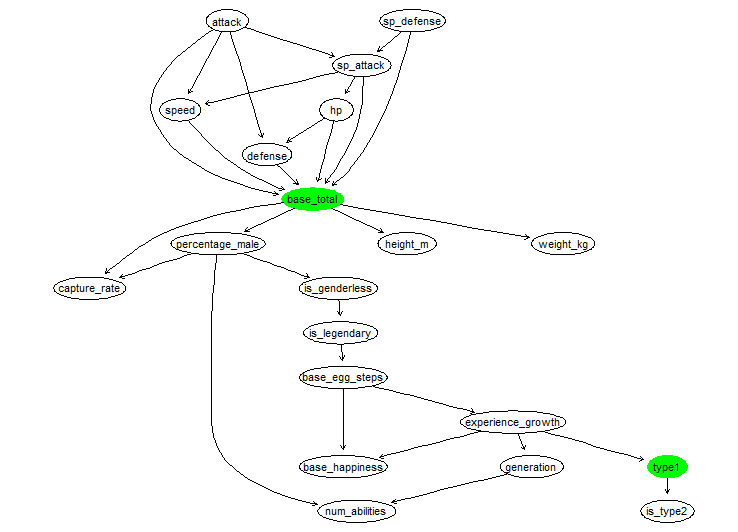 attack
sp_defense
sp_attack
speed
hp
defense
base_total
percentage_male
height_m
weight_kg
capture_rate
is_genderless
is_legendary
base_egg_steps
experience_growth
base_happiness
generation
type1
num_abilities
is_type2